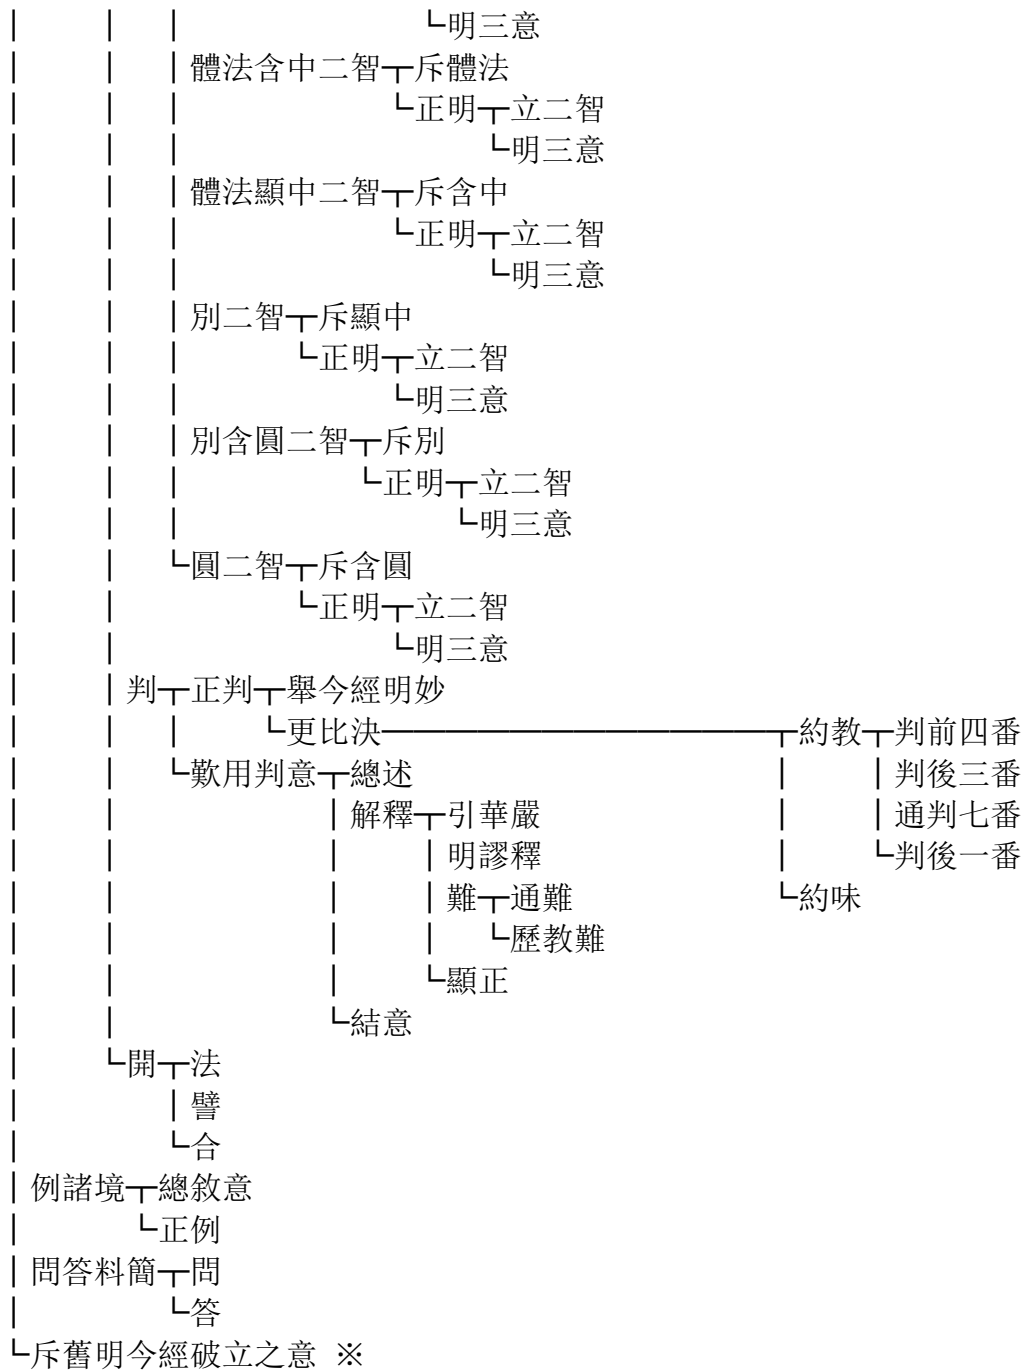 │　　│　│　　　　　　　└明三意
│　　│　│體法含中二智┬斥體法
│　　│　│　　　　　　└正明┬立二智
│　　│　│　　　　　　　　　└明三意
│　　│　│體法顯中二智┬斥含中
│　　│　│　　　　　　└正明┬立二智
│　　│　│　　　　　　　　　└明三意
│　　│　│別二智┬斥顯中
│　　│　│　　　└正明┬立二智
│　　│　│　　　　　　└明三意
│　　│　│別含圓二智┬斥別
│　　│　│　　　　　└正明┬立二智
│　　│　│　　　　　　　　└明三意
│　　│　└圓二智┬斥含圓
│　　│　　　　　└正明┬立二智
│　　│　　　　　　　　└明三意
│　　│判┬正判┬舉今經明妙
│　　│　│　　└更比決────────────┬約教┬判前四番
│　　│　└歎用判意┬總述　　　　　　　　　　　│　　│判後三番
│　　│　　　　　　│解釋┬引華嚴　　　　　　　│　　│通判七番
│　　│　　　　　　│　　│明謬釋　　　　　　　│　　└判後一番
│　　│　　　　　　│　　│難┬通難　　　　　　└約味
│　　│　　　　　　│　　│　└歷教難
│　　│　　　　　　│　　└顯正
│　　│　　　　　　└結意
│　　└開┬法
│　　　　│譬
│　　　　└合
│例諸境┬總敘意
│　　　└正例
│問答料簡┬問
│　　　　└答
└斥舊明今經破立之意 ※